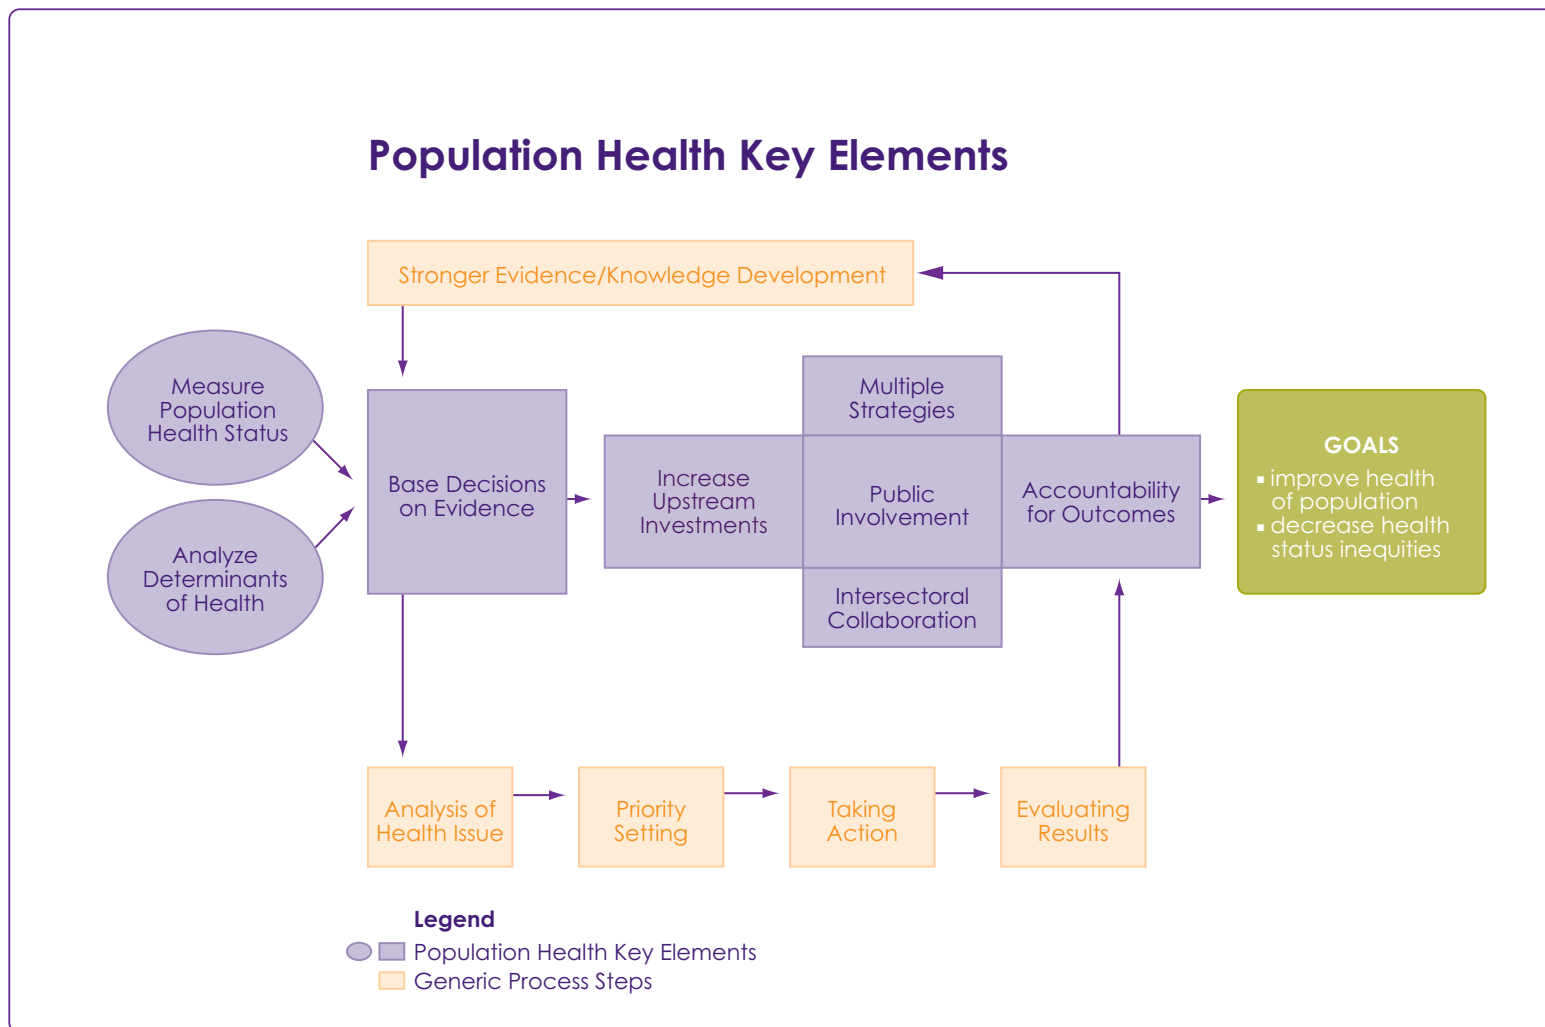 Population Health Key Elements
Stronger Evidence/Knowledge Development
Measure
Population
Health Status
Analyze
Determinants
of Health
Base Decisions
on Evidence
Increase
Upstream
Investments
Multiple
Strategies
Public
Involvement
Intersectoral
Collaboration
Accountability
for Outcomes
GOALS
▪ improve health
of population
▪ decrease health
status inequities
Analysis of
Health Issue
Priority
Setting
Taking
Action
Evaluating
Results
Legend
Population Health Key Elements
Generic Process Steps